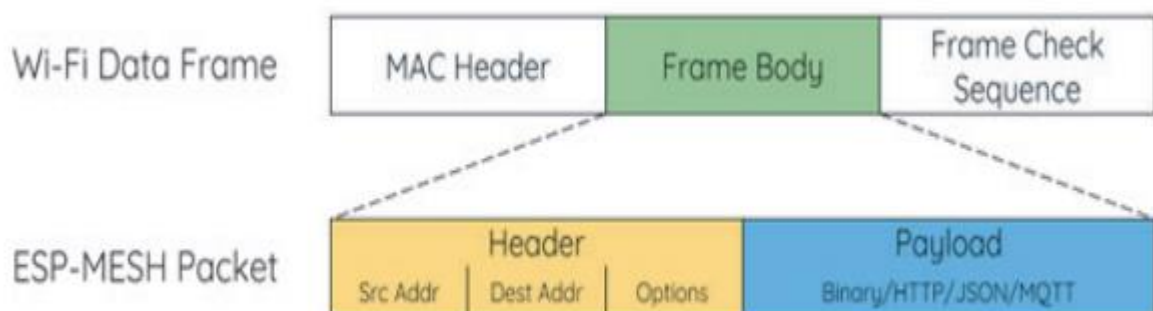 Wi-Fi Data Frame
MAC Header
Frame Body
Frame Check
Sequence
ESP-MESH Packet
Header
Src Addr
Dest Addr
Options
Payload
Binary/HTTP/JSON/MQTT